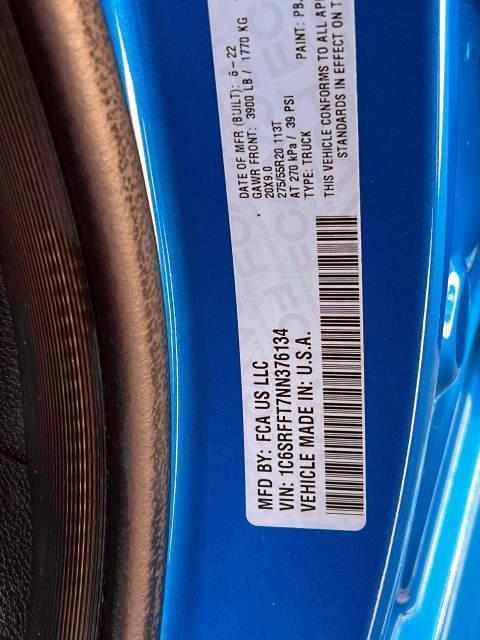 MFD BY: FCA US LLC
VIN: 1C6SRFFT7NN376134
VEHICLE MADE IN: U.S.A.
DATE OF MFR (BUILT): 6 - 22
GAWR FRONT: 3900 LB / 1770 KG
20X9.0
275/55R20 113T
AT 270 kPa / 39 PSI
TYPE: TRUCK
PAINT: PB
THIS VEHICLE CONFORMS TO ALL AP
STANDARDS IN EFFECT ON T